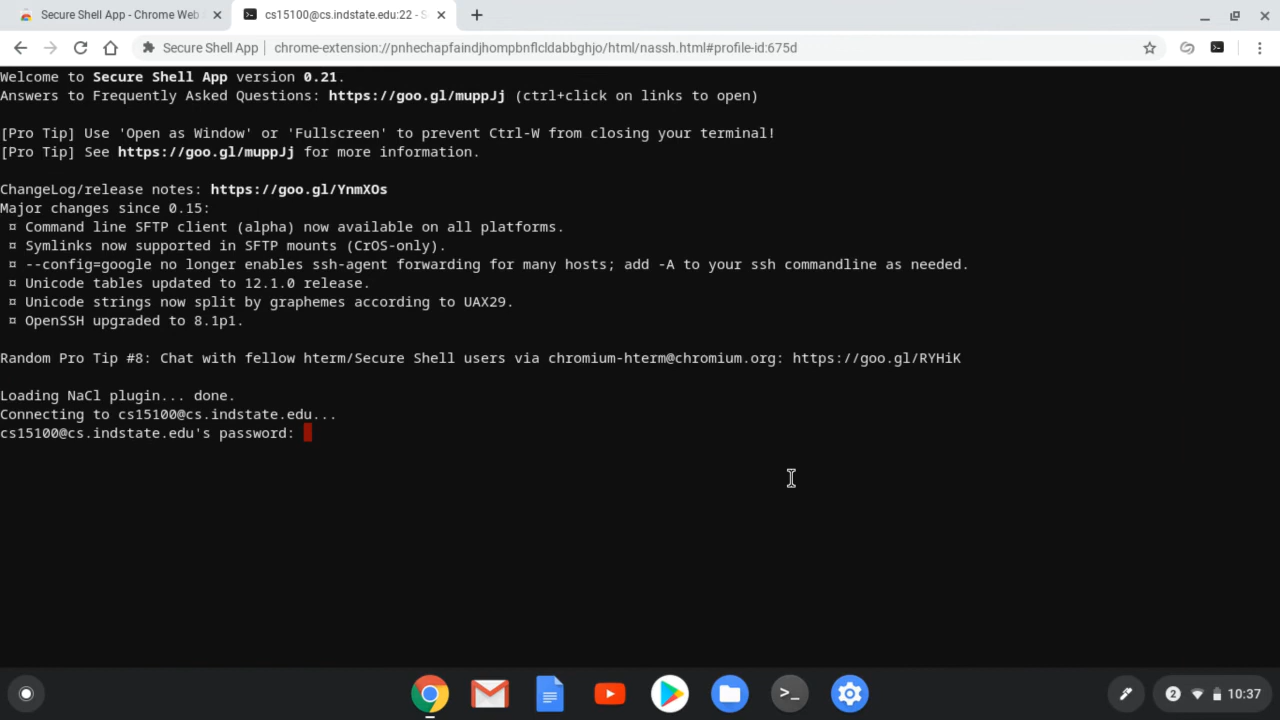 Secure Shell App - Chrome Web
cs15100@cs.indstate.edu:22 - S
Secure Shell App
chrome-extension://pnhechapfaindjhompbnflcldabbghjo/html/nassh.html#profile-id:675d
Welcome to Secure Shell App version 0.21.
Answers to Frequently Asked Questions: https://goo.gl/muppJj (ctrl+click on links to open)
[Pro Tip] Use 'Open as Window' or 'Fullscreen' to prevent Ctrl-W from closing your terminal!
[Pro Tip] See https://goo.gl/muppJj for more information.
ChangeLog/release notes: https://goo.gl/YnmXOs
Major changes since 0.15:
¤ Command line SFTP client (alpha) now available on all platforms.
¤ Symlinks now supported in SFTP mounts (CrOS-only).
¤ --config=google no longer enables ssh-agent forwarding for many hosts; add -A to your ssh commandline as needed.
¤ Unicode tables updated to 12.1.0 release.
¤ Unicode strings now split by graphemes according to UAX29.
¤ OpenSSH upgraded to 8.1p1.
Random Pro Tip #8: Chat with fellow hterm/Secure Shell users via chromium-hterm@chromium.org: https://goo.gl/RYHiK
Loading NaCl plugin... done.
Connecting to cs15100@cs.indstate.edu...
cs15100@cs.indstate.edu's password:
>_
2
10:37